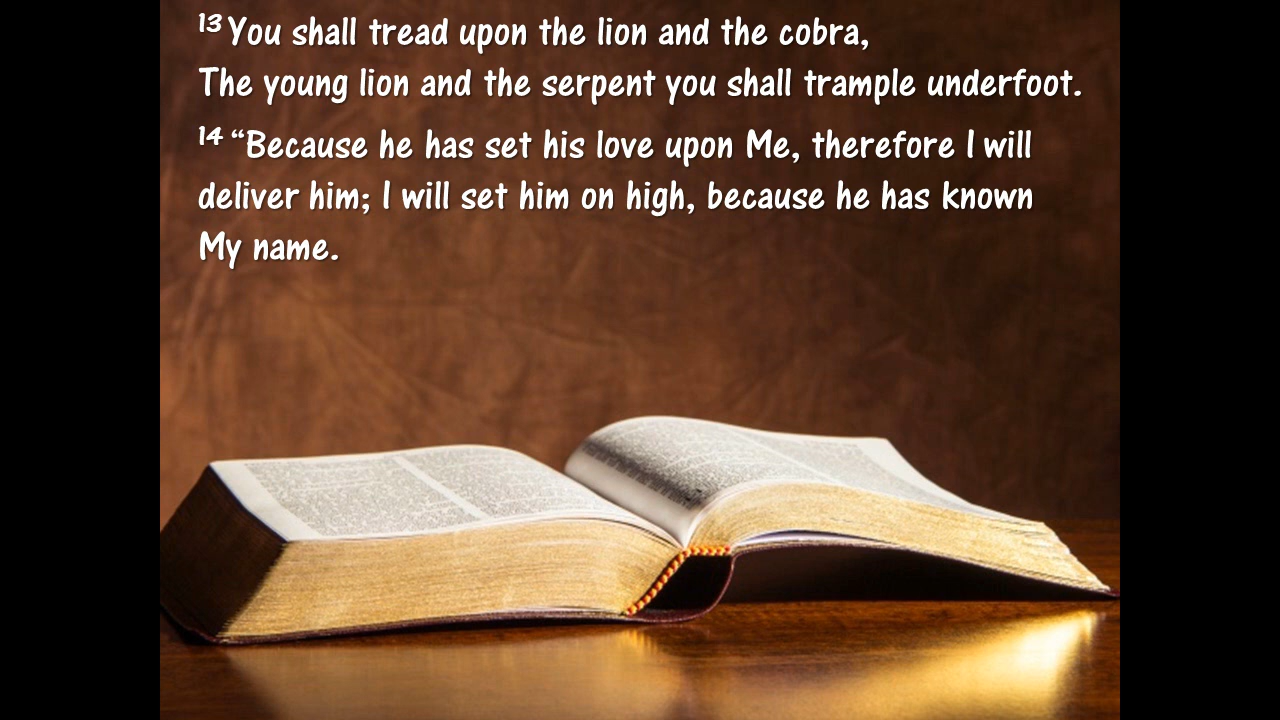 13 You shall tread upon the lion and the cobra,
The young lion and the serpent you shall trample underfoot.
14 “Because he has set his love upon Me, therefore I will
deliver him; I will set him on high, because he has known
My name.